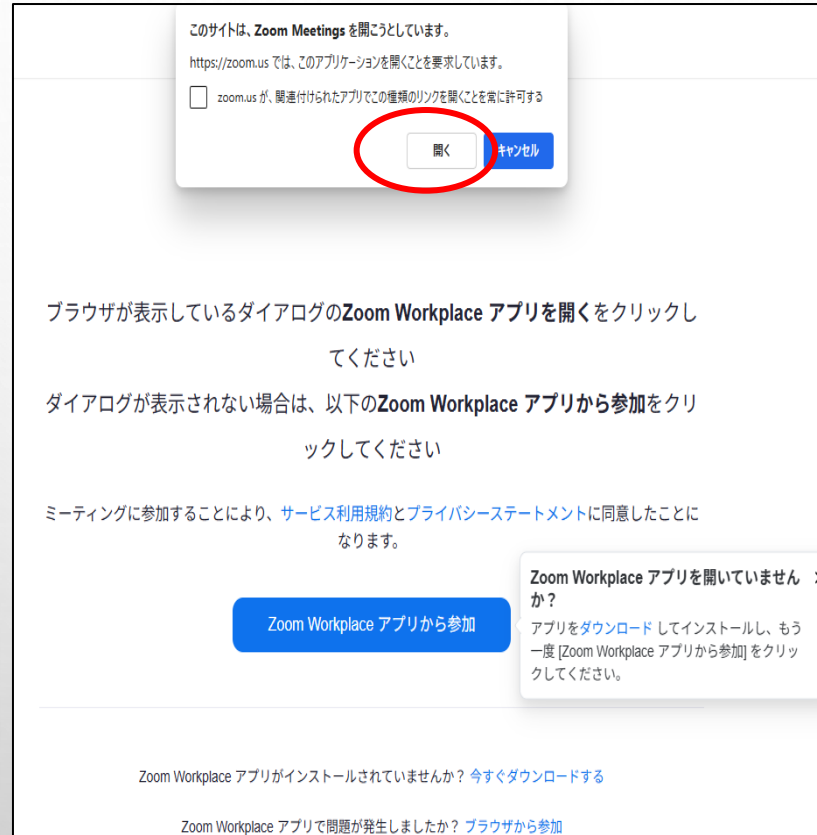 このサイトは、Zoom Meetings を開こうとしています。
https://zoom.us では、このアプリケーションを開くことを要求しています。
zoom.us が、関連付けられたアプリでこの種類のリンクを開くことを常に許可する
開く
キャンセル
ブラウザが表示しているダイアログのZoom Workplace アプリを開くをクリックし
てください
ダイアログが表示されない場合は、以下のZoom Workplace アプリから参加をクリ
ックしてください
ミーティングに参加することにより、サービス利用規約とプライバシーステートメントに同意したことに
なります。
Zoom Workplace アプリから参加
Zoom Workplace アプリを開いていません
か？
アプリをダウンロード してインストールし、もう
一度 [Zoom Workplace アプリから参加] をクリッ
クしてください。
Zoom Workplace アプリがインストールされていませんか？ 今すぐダウンロードする
Zoom Workplace アプリで問題が発生しましたか？ ブラウザから参加